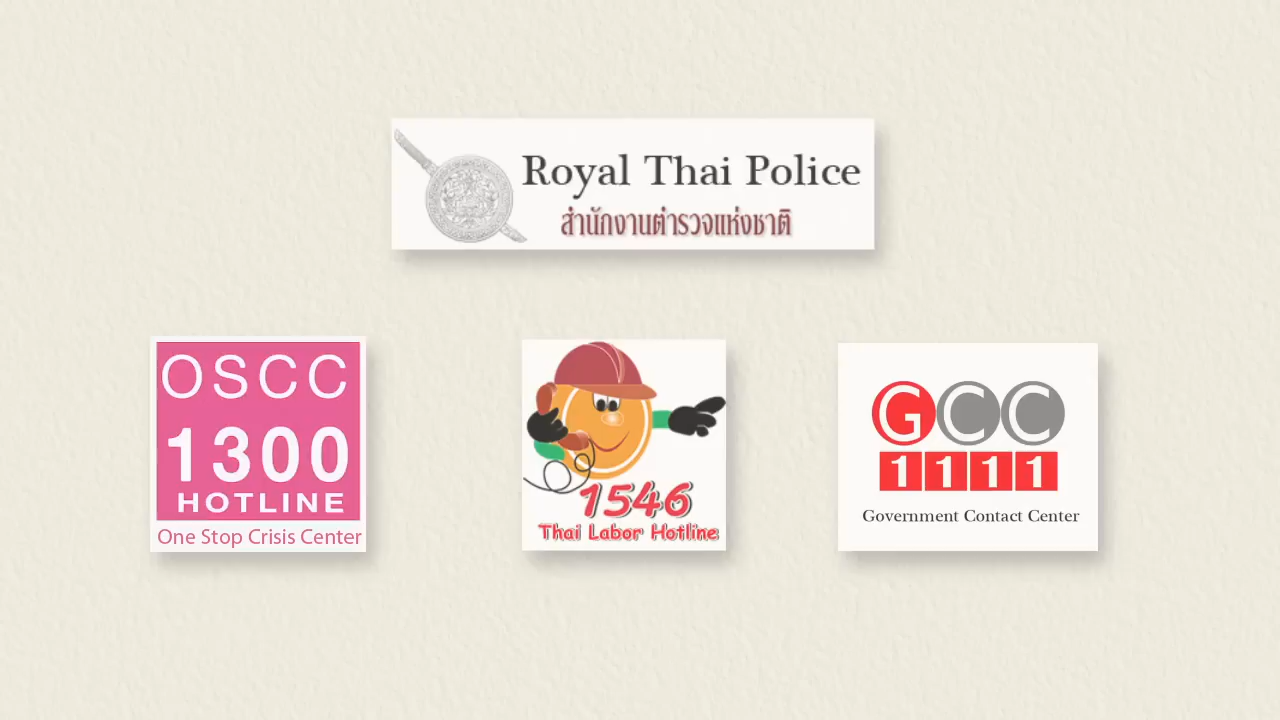 Royal Thai Police
สำนักงานตำรวจแห่งชาติ
OSCC
1300
HOTLINE
One Stop Crisis Center
1546
Thai Labor Hotline
GCC
1111
Government Contact Center